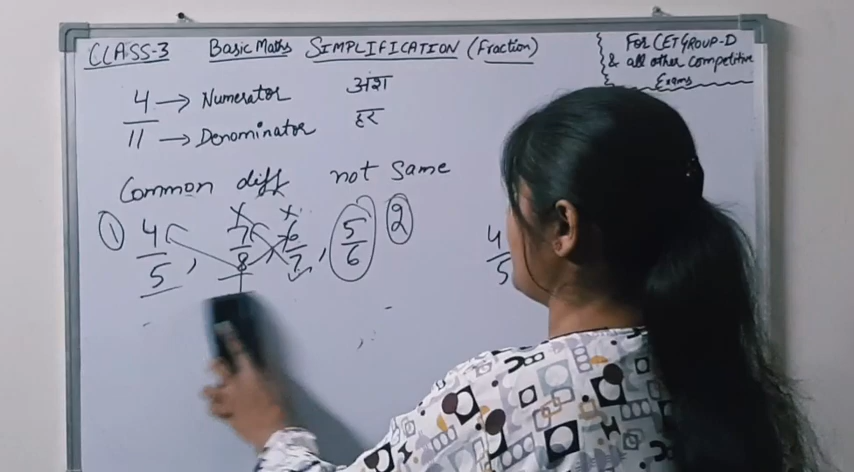 CLASS-3 Basic Maths SIMPLIFICATION (Fraction)
For CET GROUP-D
& all other competitive
Exams
4 → Numerator अंश
11 → Denominator हर
Common diff not same
① 4/5, 7/8 6/7, 5/6 ②
4/5